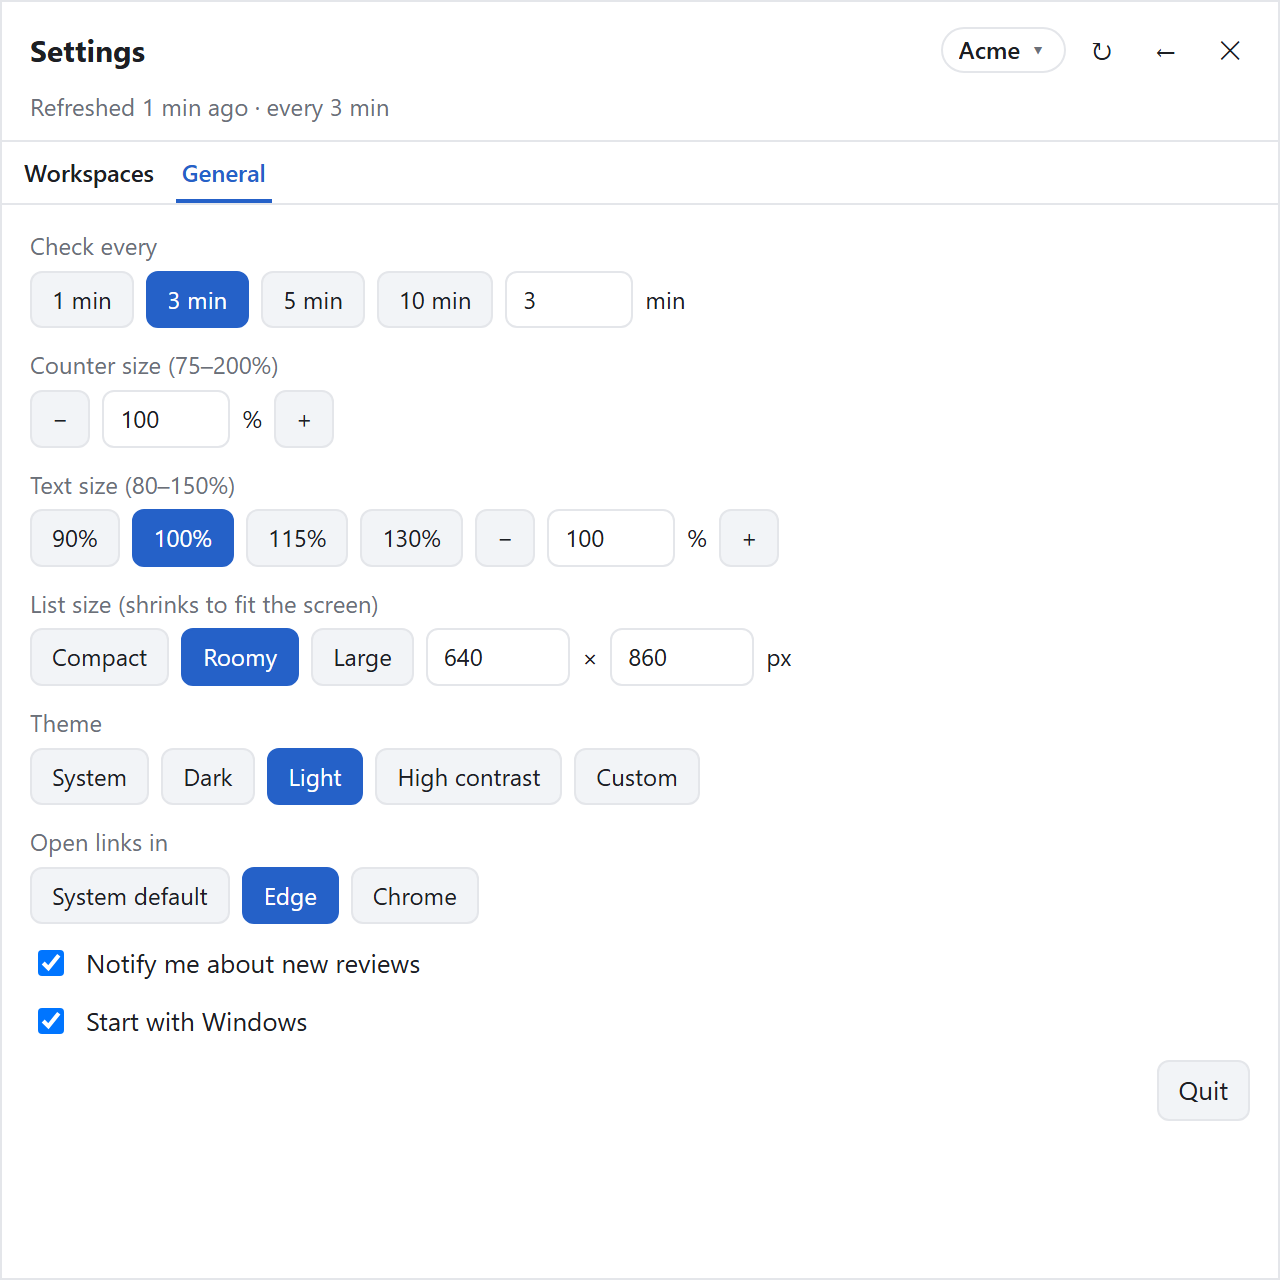 Settings
Acme ▼ ↻ ← ✕
Refreshed 1 min ago · every 3 min
Workspaces General
Check every
1 min 3 min 5 min 10 min 3 min
Counter size (75–200%)
− 100 % +
Text size (80–150%)
90% 100% 115% 130% − 100 % +
List size (shrinks to fit the screen)
Compact Roomy Large 640 × 860 px
Theme
System Dark Light High contrast Custom
Open links in
System default Edge Chrome
Notify me about new reviews
Start with Windows
Quit